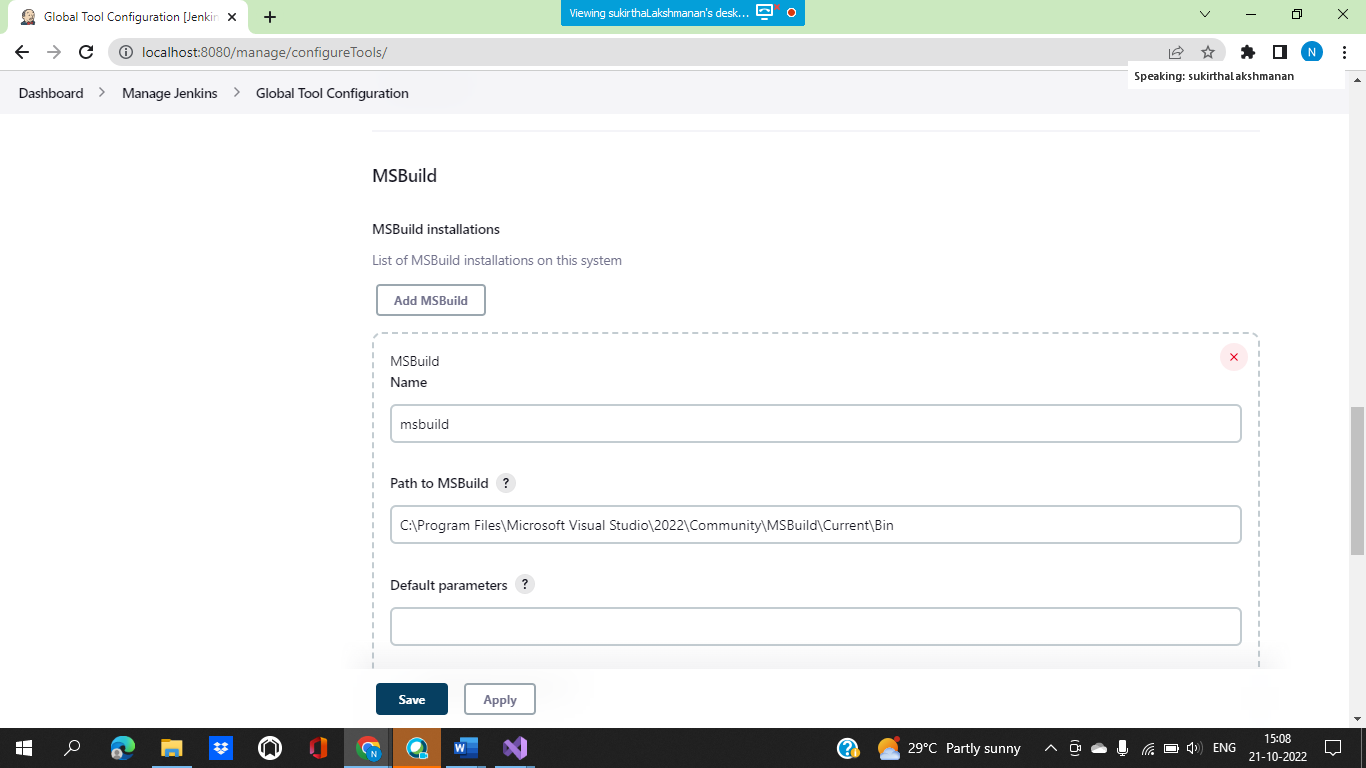 Global Tool Configuration [Jenkin
Viewing sukirthaLakshmanan's desk...
localhost:8080/manage/configureTools/
N
Speaking: sukirthaLakshmanan
Dashboard > Manage Jenkins > Global Tool Configuration
MSBuild
MSBuild installations
List of MSBuild installations on this system
Add MSBuild
MSBuild
Name
msbuild
Path to MSBuild ?
C:\Program Files\Microsoft Visual Studio\2022\Community\MSBuild\Current\Bin
Default parameters ?
Save
Apply
29°C Partly sunny
ENG
15:08
21-10-2022